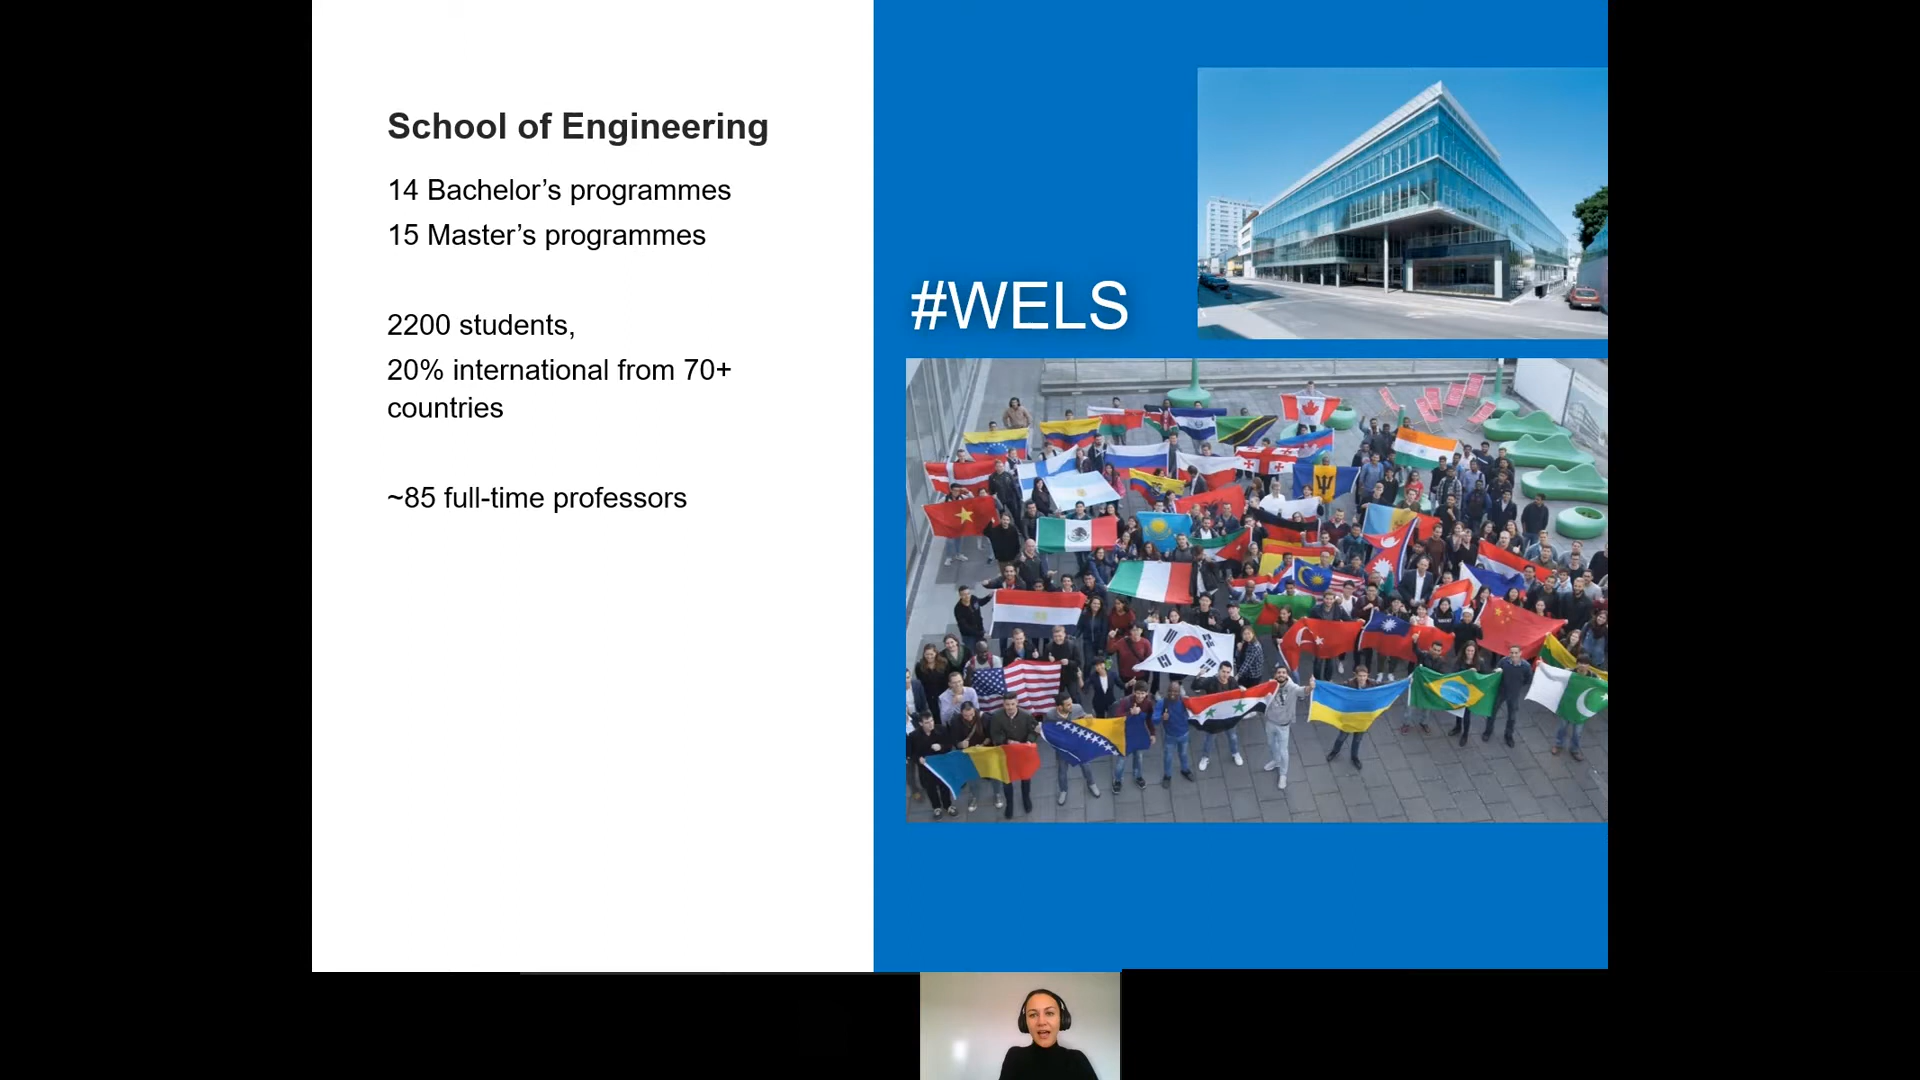 School of Engineering
14 Bachelor’s programmes
15 Master’s programmes
2200 students,
20% international from 70+
countries
~85 full-time professors
#WELS